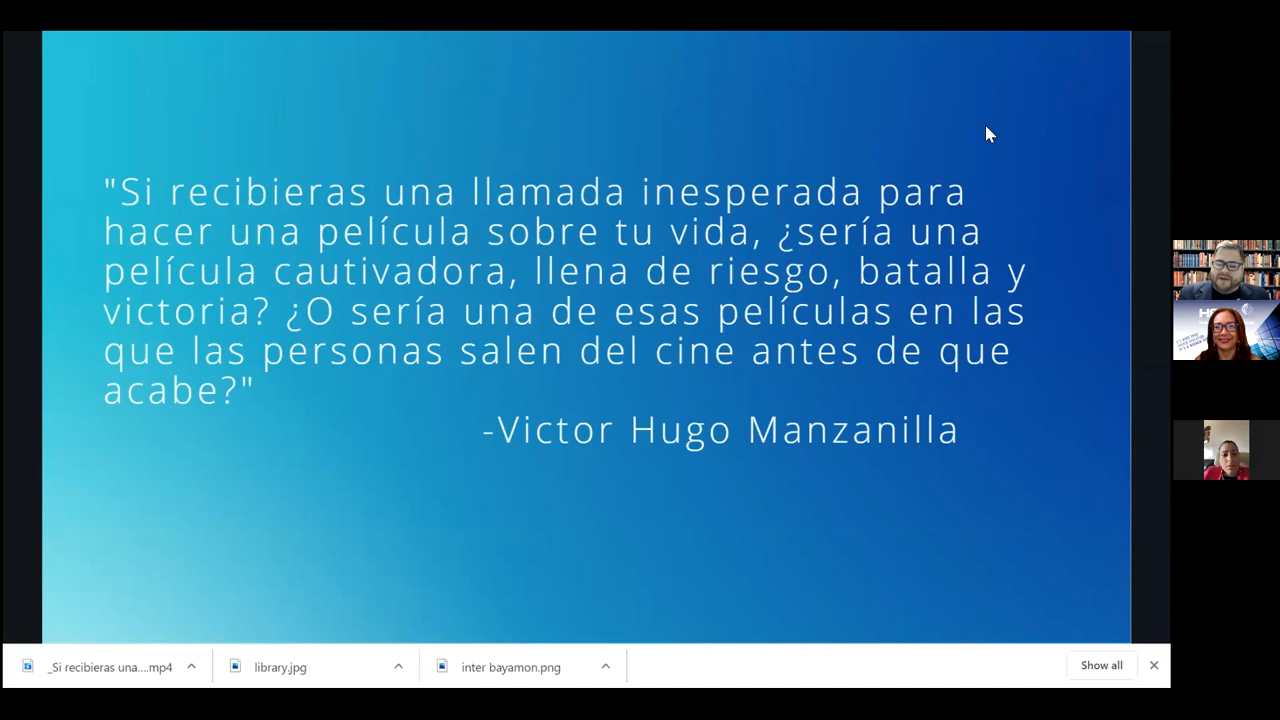 "Si recibieras una llamada inesperada para
hacer una película sobre tu vida, ¿sería una
película cautivadora, llena de riesgo, batalla y
victoria? ¿O sería una de esas películas en las
que las personas salen del cine antes de que
acabe?"
-Victor Hugo Manzanilla
_Si recibieras una....mp4
library.jpg
inter bayamon.png
Show all